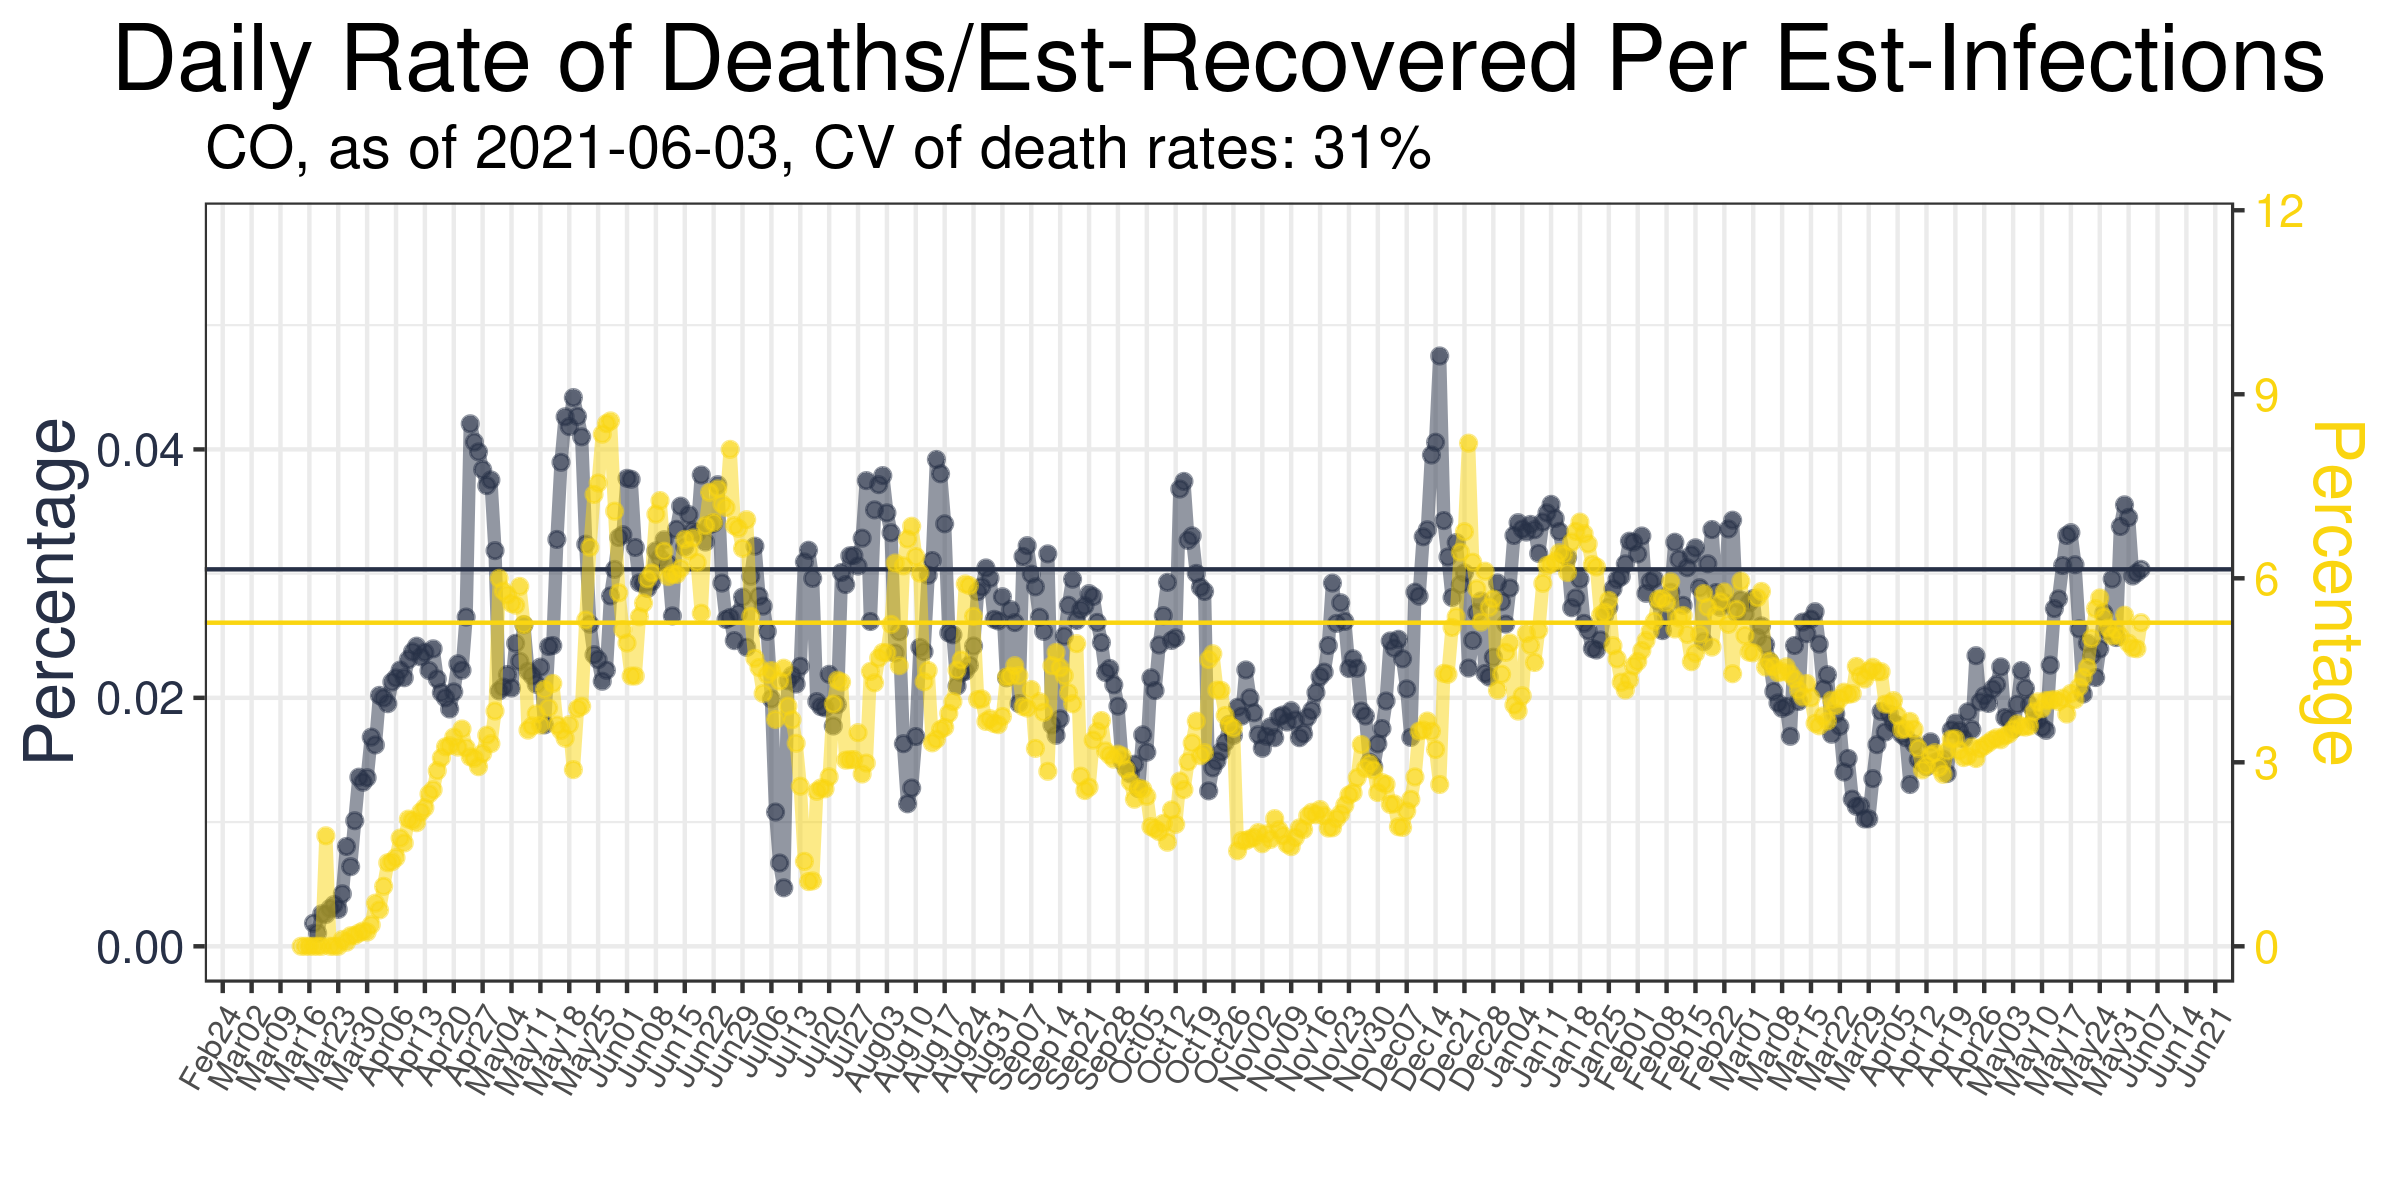 Daily Rate of Deaths/Est-Recovered Per Est-Infections
CO, as of 2021-06-03, CV of death rates: 31%
Percentage
0.04
0.02
0.00
12
9
6
3
0
Percentage
Feb24
Mar02
Mar09
Mar16
Mar23
Mar30
Apr06
Apr13
Apr20
Apr27
May04
May11
May18
May25
Jun01
Jun08
Jun15
Jun22
Jun29
Jul06
Jul13
Jul20
Jul27
Aug03
Aug10
Aug17
Aug24
Aug31
Sep07
Sep14
Sep21
Sep28
Oct05
Oct12
Oct19
Oct26
Nov02
Nov09
Nov16
Nov23
Nov30
Dec07
Dec14
Dec21
Dec28
Jan04
Jan11
Jan18
Jan25
Feb01
Feb08
Feb15
Feb22
Mar01
Mar08
Mar15
Mar22
Mar29
Apr05
Apr12
Apr19
Apr26
May03
May10
May17
May24
May31
Jun07
Jun14
Jun21